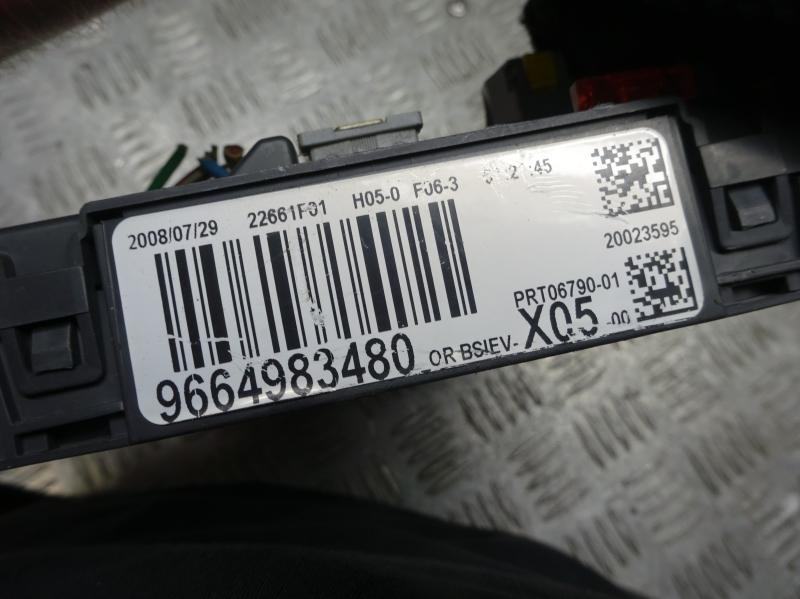 2008/07/29 22661F01 H05-0 F06-3
20023595
PRT06790-01
9664983480 OR BSIEV- X05 -00